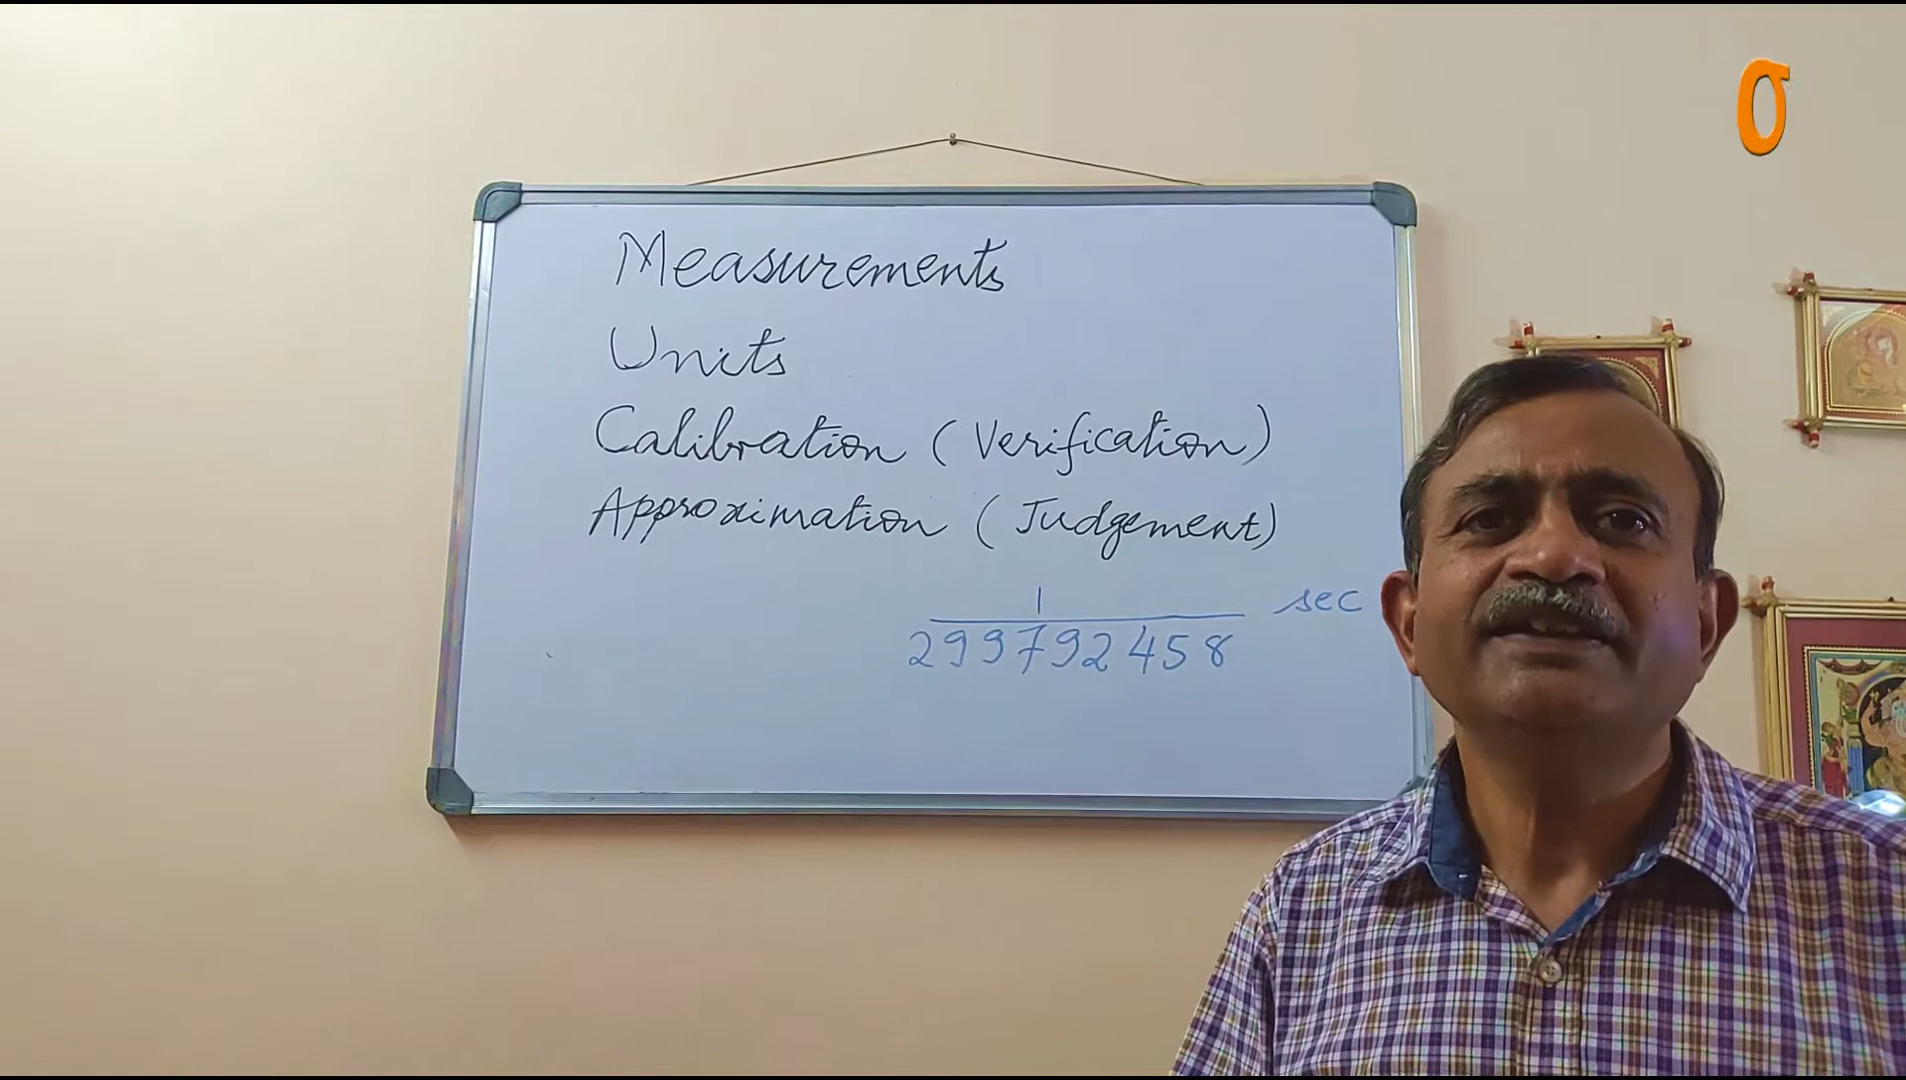 σ
Measurements
Units
Calibration (Verification)
Approximation (Judgement)
1
299792458 sec